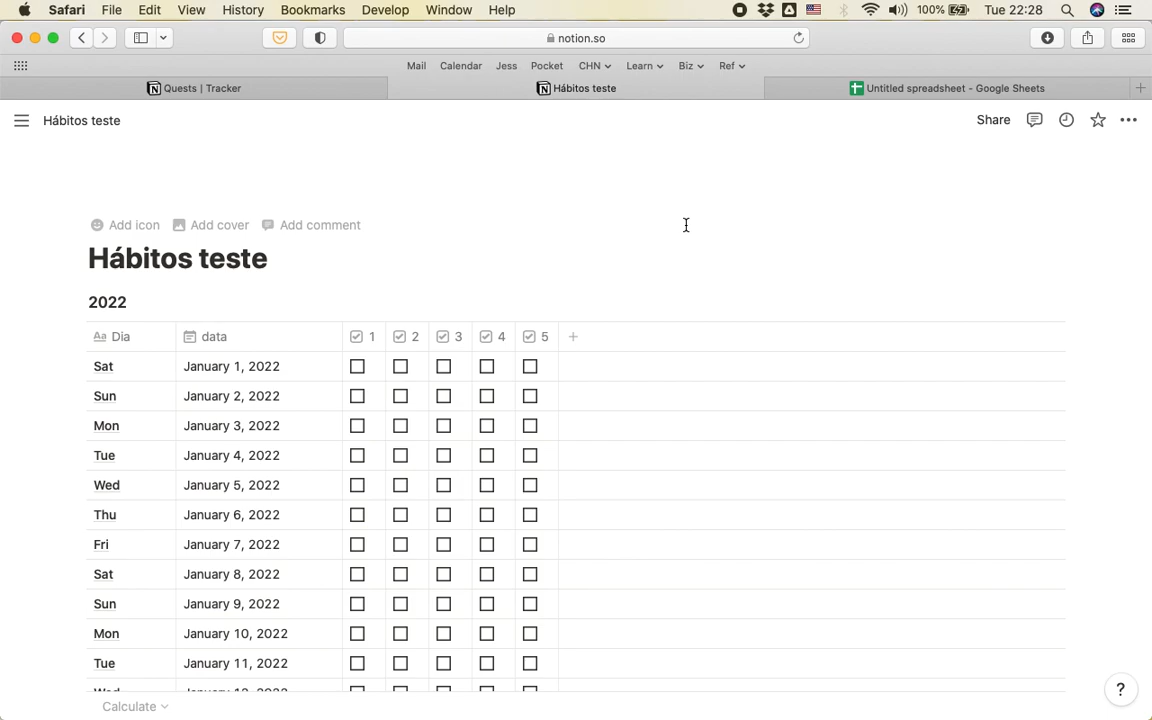 Safari File Edit View History Bookmarks Develop Window Help 100% Tue 22:28
notion.so
Mail Calendar Jess Pocket CHN Learn Biz Ref
Quests | Tracker Hábitos teste Untitled spreadsheet - Google Sheets
Hábitos teste Share
Add icon Add cover Add comment
Hábitos teste
2022
Aa Dia data 1 2 3 4 5 +
Sat January 1, 2022
Sun January 2, 2022
Mon January 3, 2022
Tue January 4, 2022
Wed January 5, 2022
Thu January 6, 2022
Fri January 7, 2022
Sat January 8, 2022
Sun January 9, 2022
Mon January 10, 2022
Tue January 11, 2022
Wed January 12, 2022
Calculate
?